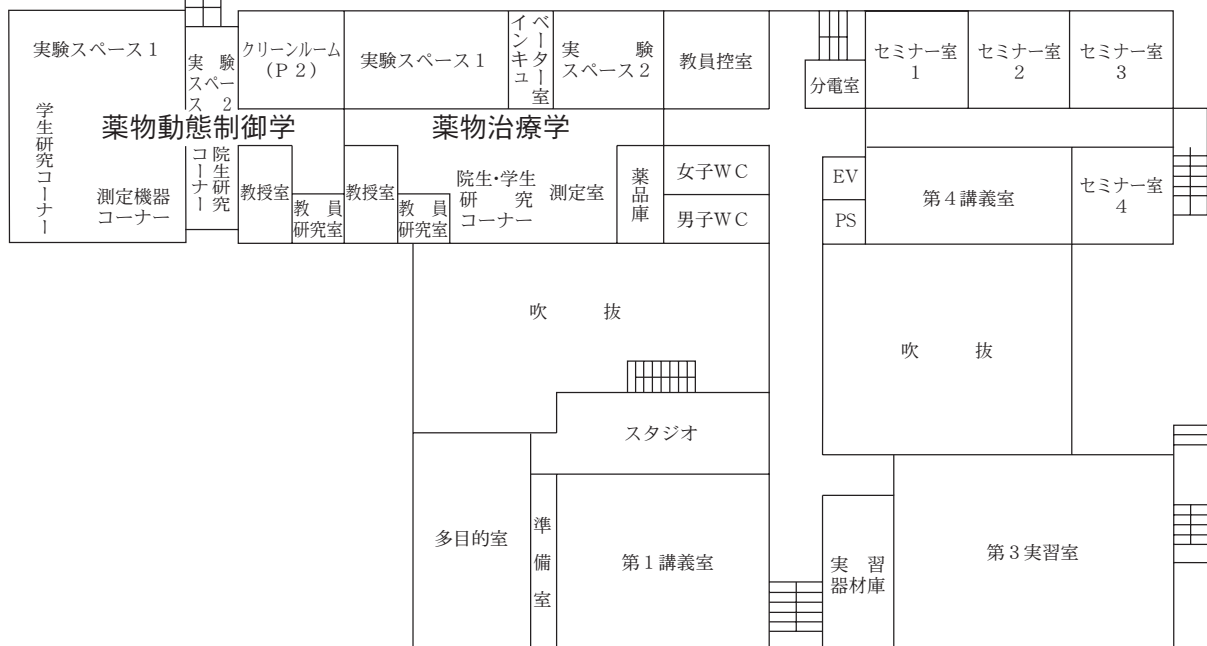 実験スペース１
学生研究コーナー
測定機器
コーナー
実験
スペー
ス２
薬物動態制御学
院生研究
コーナー
クリーンルーム
（Ｐ２）
教授室
教員
研究室
実験スペース１
インキュ
ベーター室
実験
スペース２
教員控室
薬物治療学
教授室
教員
研究室
院生・学生
研究
コーナー
測定室
薬品庫
女子ＷＣ
男子ＷＣ
分電室
セミナー室
1
セミナー室
2
セミナー室
3
EV
PS
第４講義室
セミナー室
4
吹抜
吹抜
スタジオ
多目的室
準備室
第１講義室
実習
器材庫
第３実習室